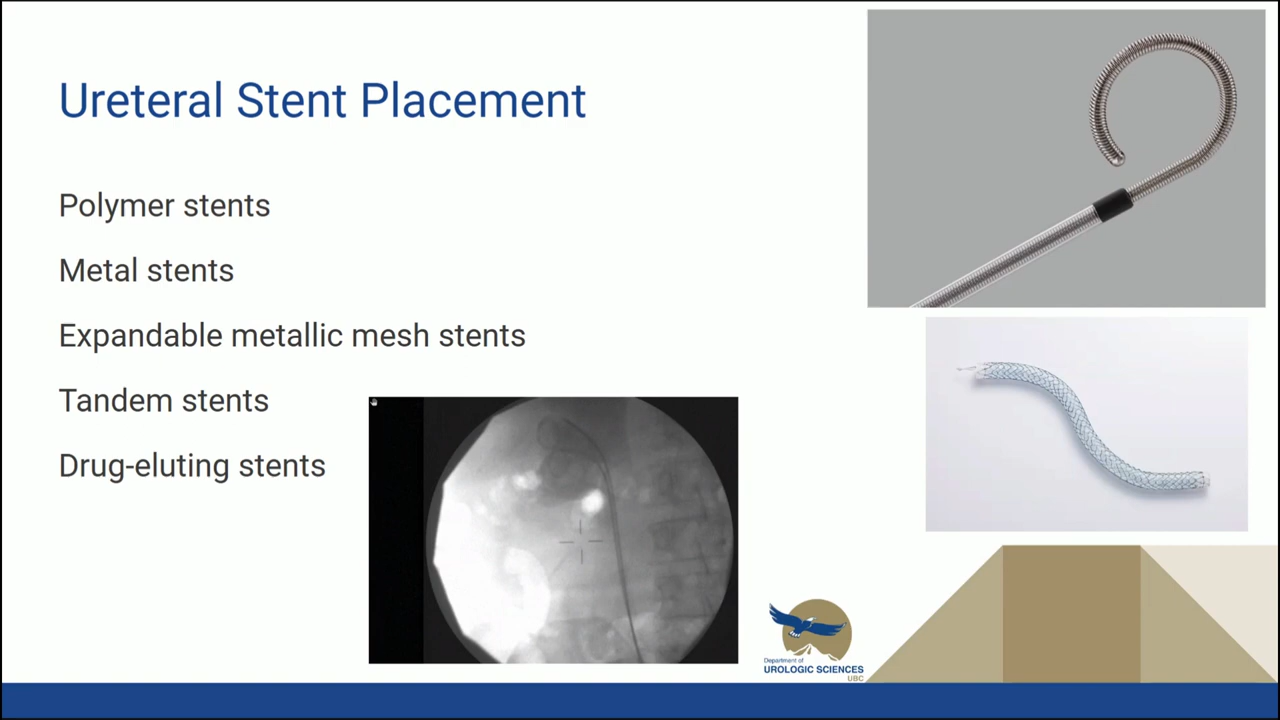 Ureteral Stent Placement
Polymer stents
Metal stents
Expandable metallic mesh stents
Tandem stents
Drug-eluting stents
Department of
UROLOGIC SCIENCES
UBC